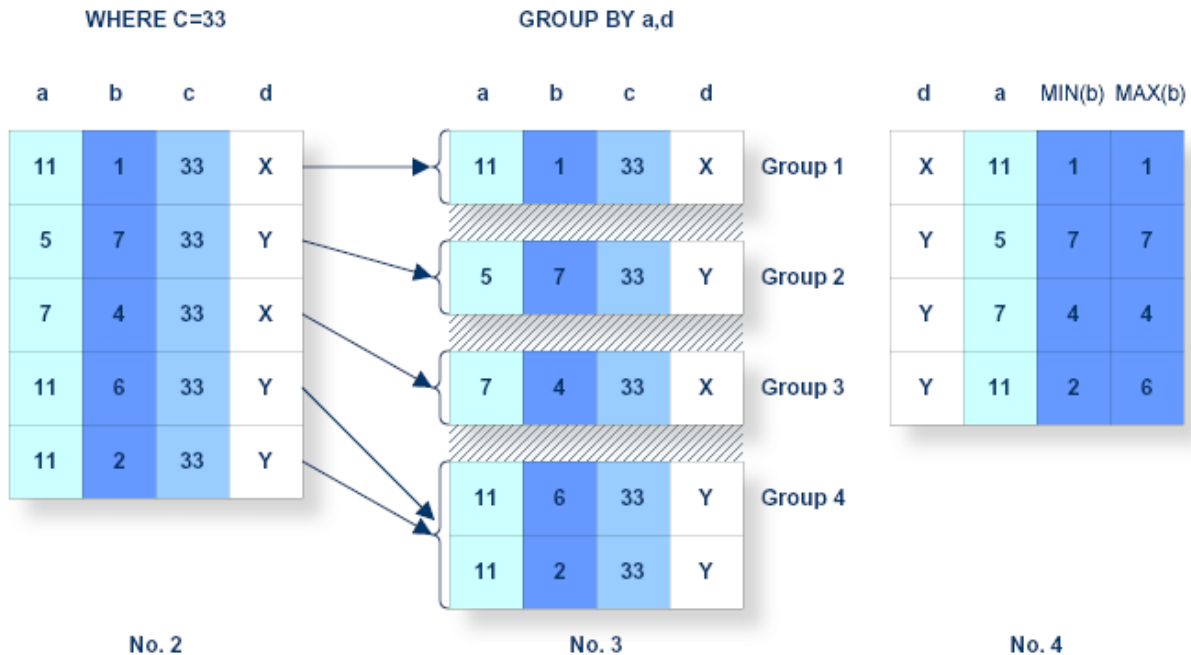 WHERE C=33
GROUP BY a,d
a b c d
11 1 33 X
5 7 33 Y
7 4 33 X
11 6 33 Y
11 2 33 Y
No. 2
a b c d
11 1 33 X Group 1
5 7 33 Y Group 2
7 4 33 X Group 3
11 6 33 Y Group 4
11 2 33 Y
No. 3
d a MIN(b) MAX(b)
X 11 1 1
Y 5 7 7
Y 7 4 4
Y 11 2 6
No. 4